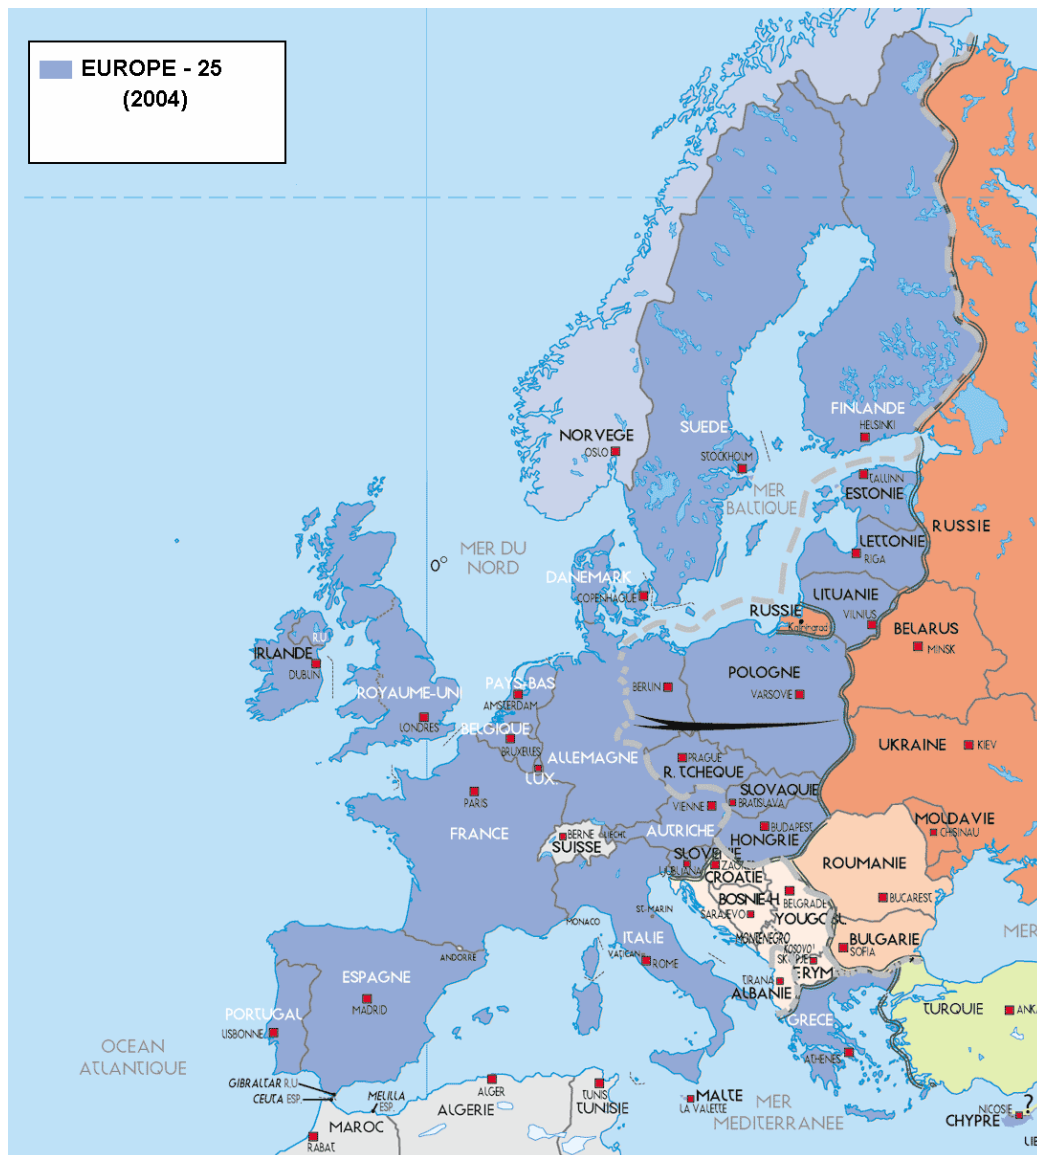 EUROPE - 25
(2004)
NORVEGE
OSLO
SUEDE
STOCKHOLM
FINLANDE
HELSINKI
TALLINN
ESTONIE
MER
BALTIQUE
RUSSIE
LETTONIE
RIGA
MER DU
NORD
0°
DANEMARK
COPENHAGUE
LITUANIE
VILNIUS
RUSSIE
Kaliningrad
BELARUS
MINSK
R.U.
IRLANDE
DUBLIN
ROYAUME-UNI
LONDRES
PAYS-BAS
AMSTERDAM
BELGIQUE
BRUXELLES
LUX.
BERLIN
ALLEMAGNE
POLOGNE
VARSOVIE
UKRAINE
KIEV
PRAGUE
R. TCHEQUE
SLOVAQUIE
BRATISLAVA
PARIS
FRANCE
VIENNE
AUTRICHE
BUDAPEST
HONGRIE
MOLDAVIE
CHISINAU
BERNE
LIECHT.
SUISSE
SLOVENIE
LJUBLJANA
ZAGREB
CROATIE
ROUMANIE
BUCAREST
BOSNIE-H
SARAJEVO
BELGRADE
YOUGOSL.
MONACO
ST-MARIN
ITALIE
VATICAN
ROME
MONTENEGRO
KOSOVO
SKOPJE
ERYM
BULGARIE
SOFIA
MER
TIRANA
ALBANIE
ANDORRE
ESPAGNE
MADRID
PORTUGAL
LISBONNE
GRECE
ATHENES
TURQUIE
ANKA
OCEAN
ATLANTIQUE
GIBRALTAR R.U
CEUTA ESP.
MELILLA
ESP.
ALGER
ALGERIE
TUNIS
TUNISIE
MALTE
LA VALETTE
MER
MEDITERRANEE
MAROC
RABAT
NICOSIE
?
CHYPRE
LIE